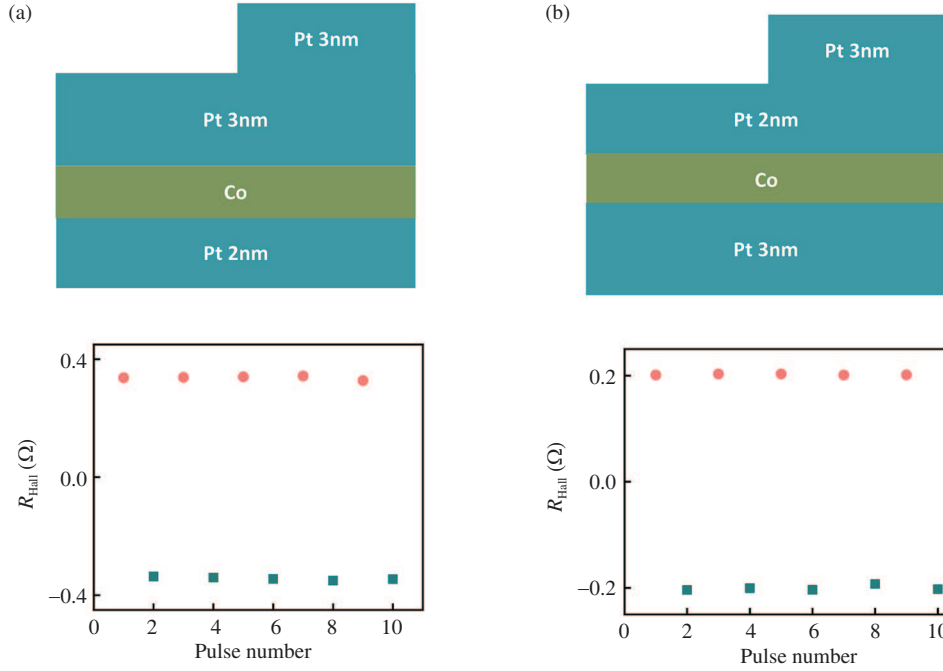 (a)
Pt 3nm
Pt 3nm
Co
Pt 2nm
0.4
0.0
−0.4
R_Hall (Ω)
0 2 4 6 8 10
Pulse number
(b)
Pt 3nm
Pt 2nm
Co
Pt 3nm
0.2
0.0
−0.2
R_Hall (Ω)
0 2 4 6 8 10
Pulse number